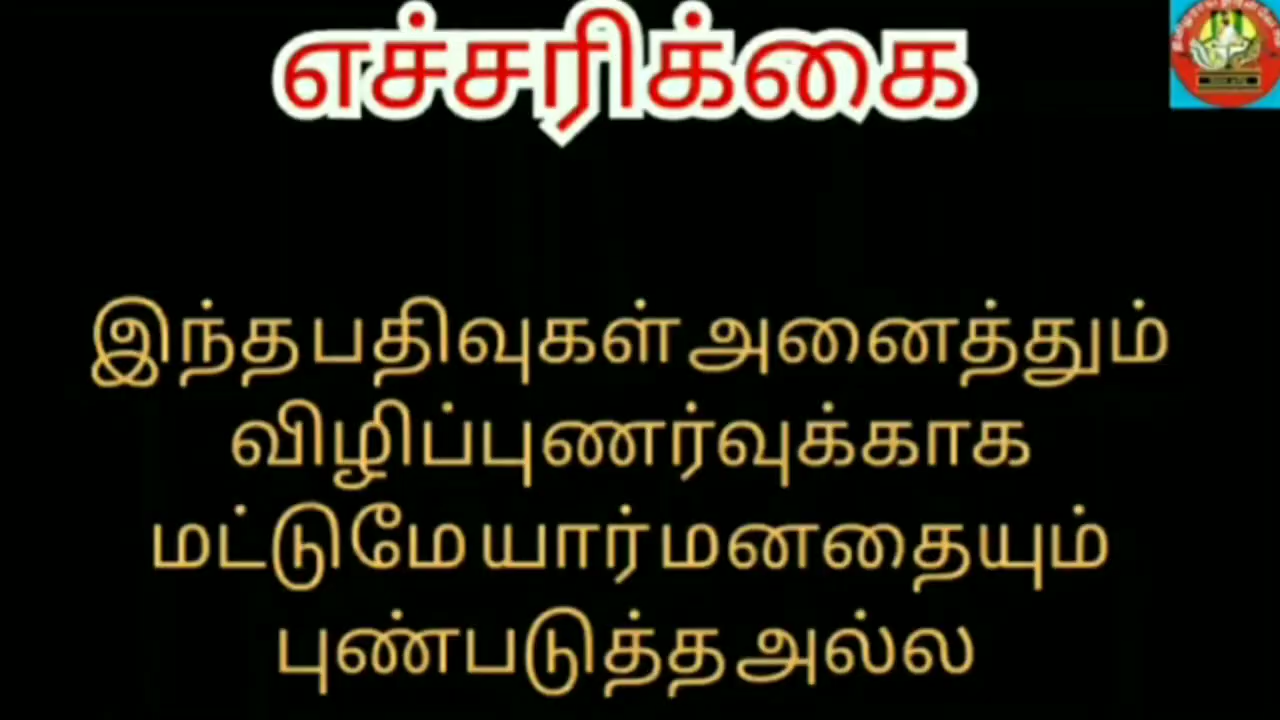 எச்சரிக்கை
இந்த பதிவுகள் அனைத்தும்
விழிப்புணர்வுக்காக
மட்டுமே யார் மனதையும்
புண்படுத்த அல்ல